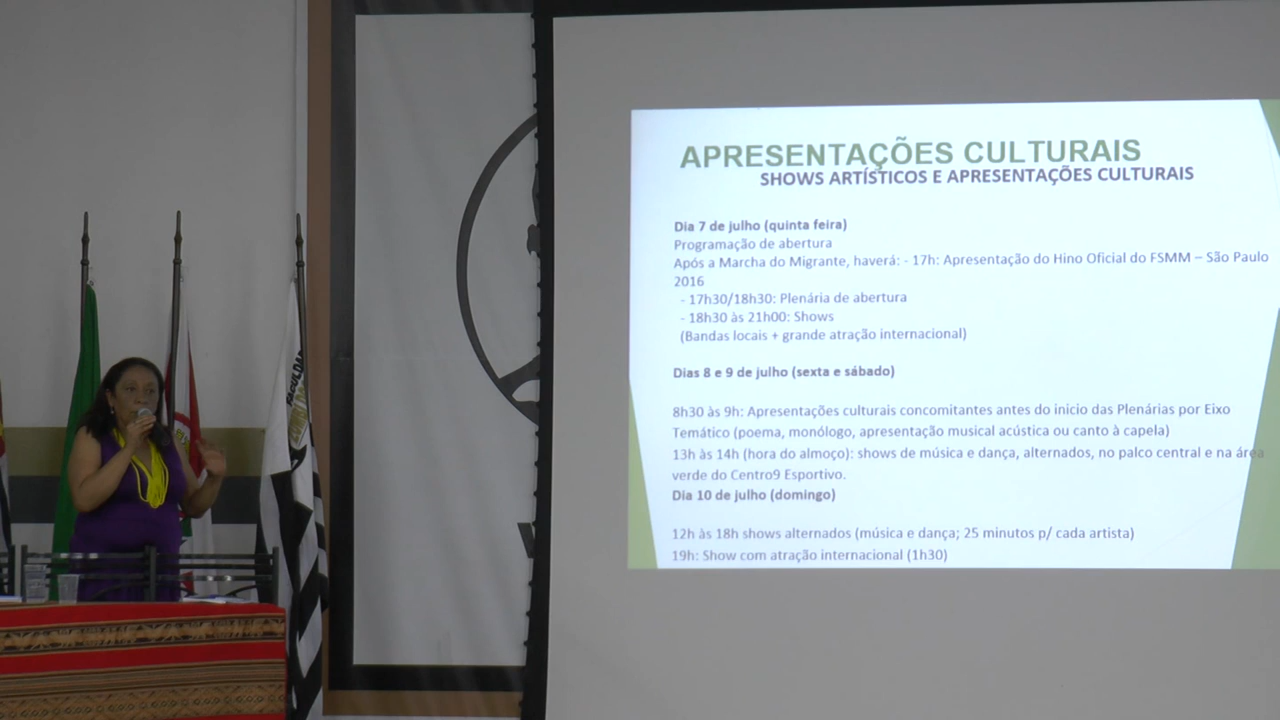 APRESENTAÇÕES CULTURAIS
SHOWS ARTÍSTICOS E APRESENTAÇÕES CULTURAIS
Dia 7 de julho (quinta feira)
Programação de abertura
Após a Marcha do Migrante, haverá: - 17h: Apresentação do Hino Oficial do FSMM – São Paulo
2016
- 17h30/18h30: Plenária de abertura
- 18h30 às 21h00: Shows
(Bandas locais + grande atração internacional)
Dias 8 e 9 de julho (sexta e sábado)
8h30 às 9h: Apresentações culturais concomitantes antes do inicio das Plenárias por Eixo
Temático (poema, monólogo, apresentação musical acústica ou canto à capela)
13h às 14h (hora do almoço): shows de música e dança, alternados, no palco central e na área
verde do Centro9 Esportivo.
Dia 10 de julho (domingo)
12h às 18h shows alternados (música e dança; 25 minutos p/ cada artista)
19h: Show com atração internacional (1h30)